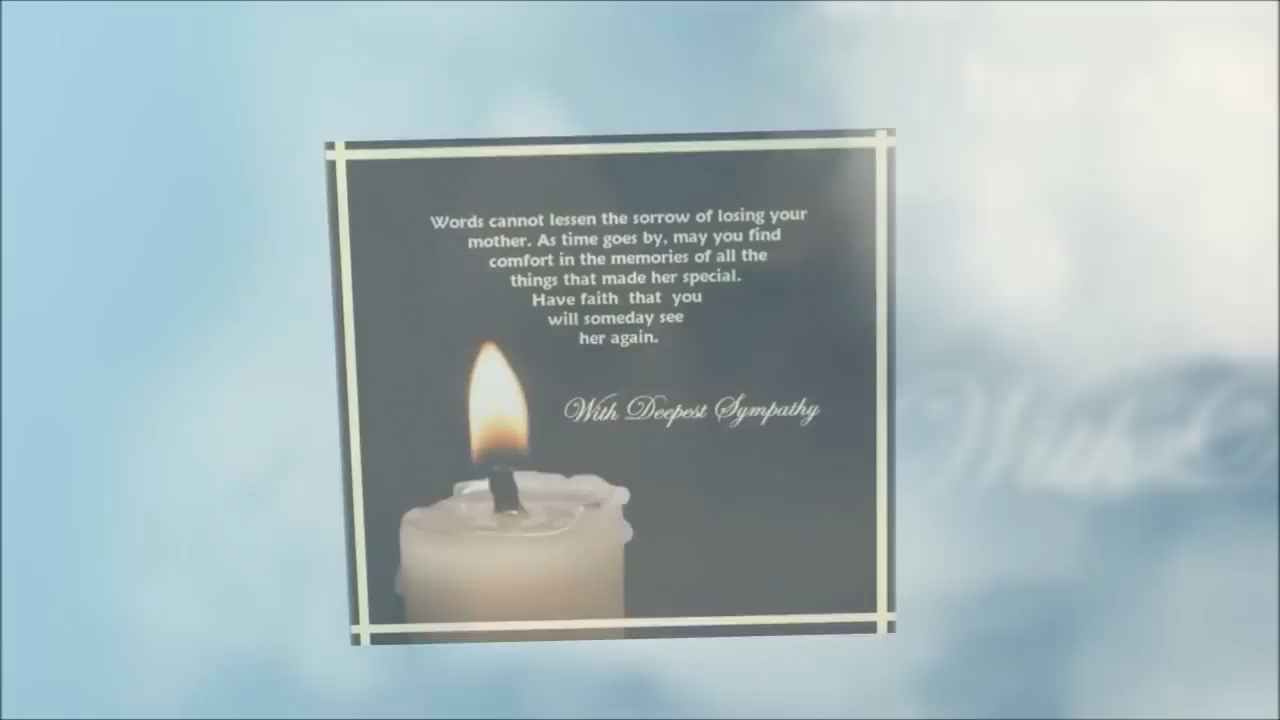 Words cannot lessen the sorrow of losing your
mother. As time goes by, may you find
comfort in the memories of all the
things that made her special.
Have faith that you
will someday see
her again.
With Deepest Sympathy